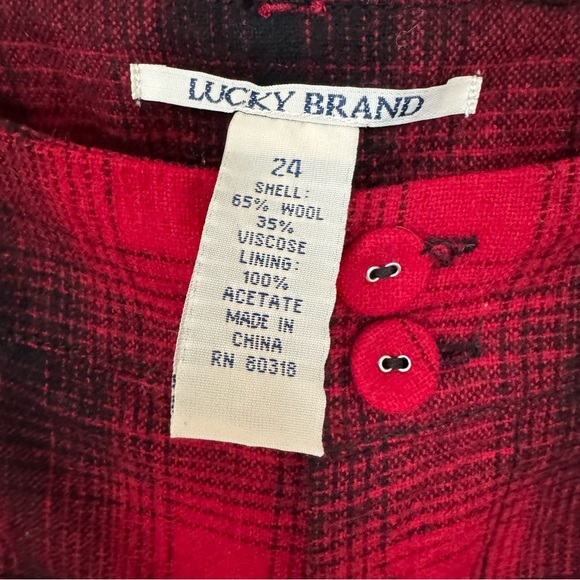 LUCKY BRAND
24
SHELL:
65% WOOL
35%
VISCOSE
LINING:
100%
ACETATE
MADE IN
CHINA
RN 80318